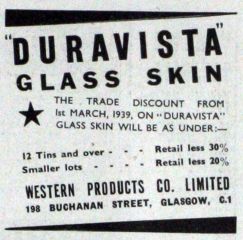 "DURAVISTA"
GLASS SKIN
THE TRADE DISCOUNT FROM
1st MARCH, 1939, ON "DURAVISTA"
GLASS SKIN WILL BE AS UNDER:—
12 Tins and over - - - Retail less 30%
Smaller lots - - - - Retail less 20%
WESTERN PRODUCTS CO. LIMITED
198 BUCHANAN STREET, GLASGOW, C.1